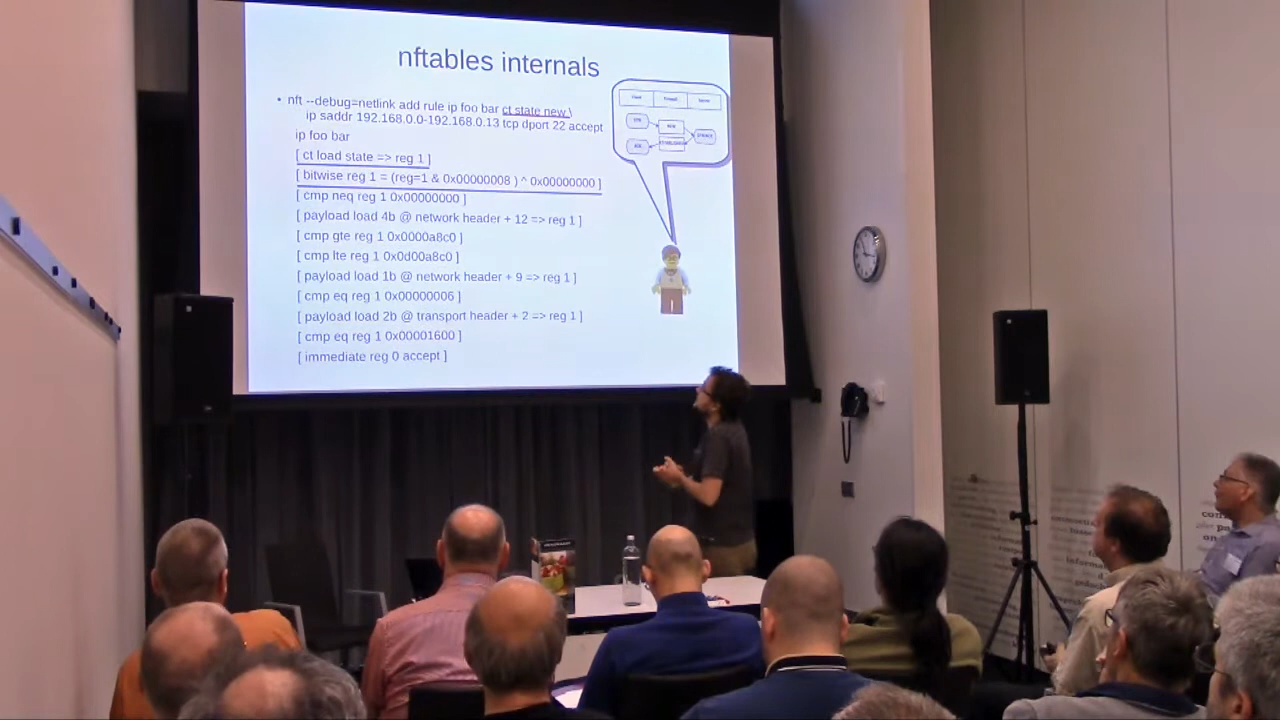 nftables internals
• nft --debug=netlink add rule ip foo bar ct state new \
ip saddr 192.168.0.0-192.168.0.13 tcp dport 22 accept
ip foo bar
[ ct load state => reg 1 ]
[ bitwise reg 1 = (reg=1 & 0x00000008 ) ^ 0x00000000 ]
[ cmp neq reg 1 0x00000000 ]
[ payload load 4b @ network header + 12 => reg 1 ]
[ cmp gte reg 1 0x0000a8c0 ]
[ cmp lte reg 1 0x0d00a8c0 ]
[ payload load 1b @ network header + 9 => reg 1 ]
[ cmp eq reg 1 0x00000006 ]
[ payload load 2b @ transport header + 2 => reg 1 ]
[ cmp eq reg 1 0x00001600 ]
[ immediate reg 0 accept ]